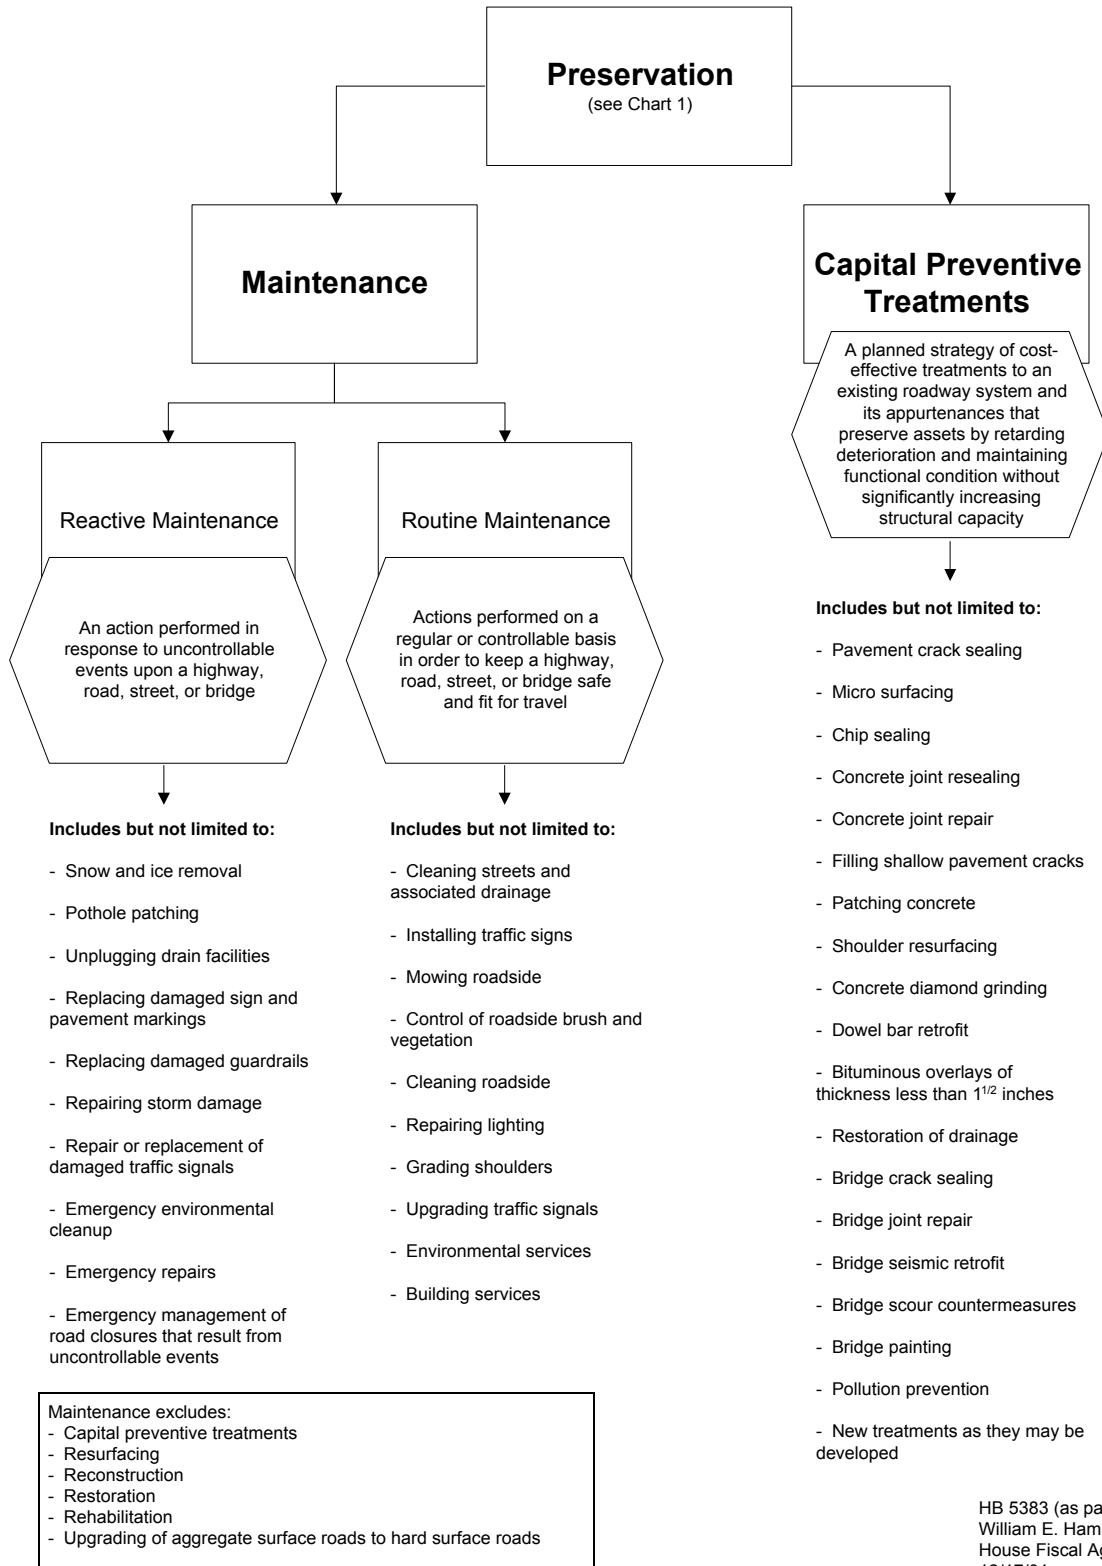 Preservation
(see Chart 1)
Maintenance
Capital Preventive
Treatments
A planned strategy of cost-
effective treatments to an
existing roadway system and
its appurtenances that
preserve assets by retarding
deterioration and maintaining
functional condition without
significantly increasing
structural capacity
Reactive Maintenance
An action performed in
response to uncontrollable
events upon a highway,
road, street, or bridge
Routine Maintenance
Actions performed on a
regular or controllable basis
in order to keep a highway,
road, street, or bridge safe
and fit for travel
Includes but not limited to:
- Snow and ice removal
- Pothole patching
- Unplugging drain facilities
- Replacing damaged sign and
pavement markings
- Replacing damaged guardrails
- Repairing storm damage
- Repair or replacement of
damaged traffic signals
- Emergency environmental
cleanup
- Emergency repairs
- Emergency management of
road closures that result from
uncontrollable events
Includes but not limited to:
- Cleaning streets and
associated drainage
- Installing traffic signs
- Mowing roadside
- Control of roadside brush and
vegetation
- Cleaning roadside
- Repairing lighting
- Grading shoulders
- Upgrading traffic signals
- Environmental services
- Building services
Includes but not limited to:
- Pavement crack sealing
- Micro surfacing
- Chip sealing
- Concrete joint resealing
- Concrete joint repair
- Filling shallow pavement cracks
- Patching concrete
- Shoulder resurfacing
- Concrete diamond grinding
- Dowel bar retrofit
- Bituminous overlays of
thickness less than 1 1/2 inches
- Restoration of drainage
- Bridge crack sealing
- Bridge joint repair
- Bridge seismic retrofit
- Bridge scour countermeasures
- Bridge painting
- Pollution prevention
- New treatments as they may be
developed
Maintenance excludes:
- Capital preventive treatments
- Resurfacing
- Reconstruction
- Restoration
- Rehabilitation
- Upgrading of aggregate surface roads to hard surface roads
HB 5383 (as
William E.
House Fiscal